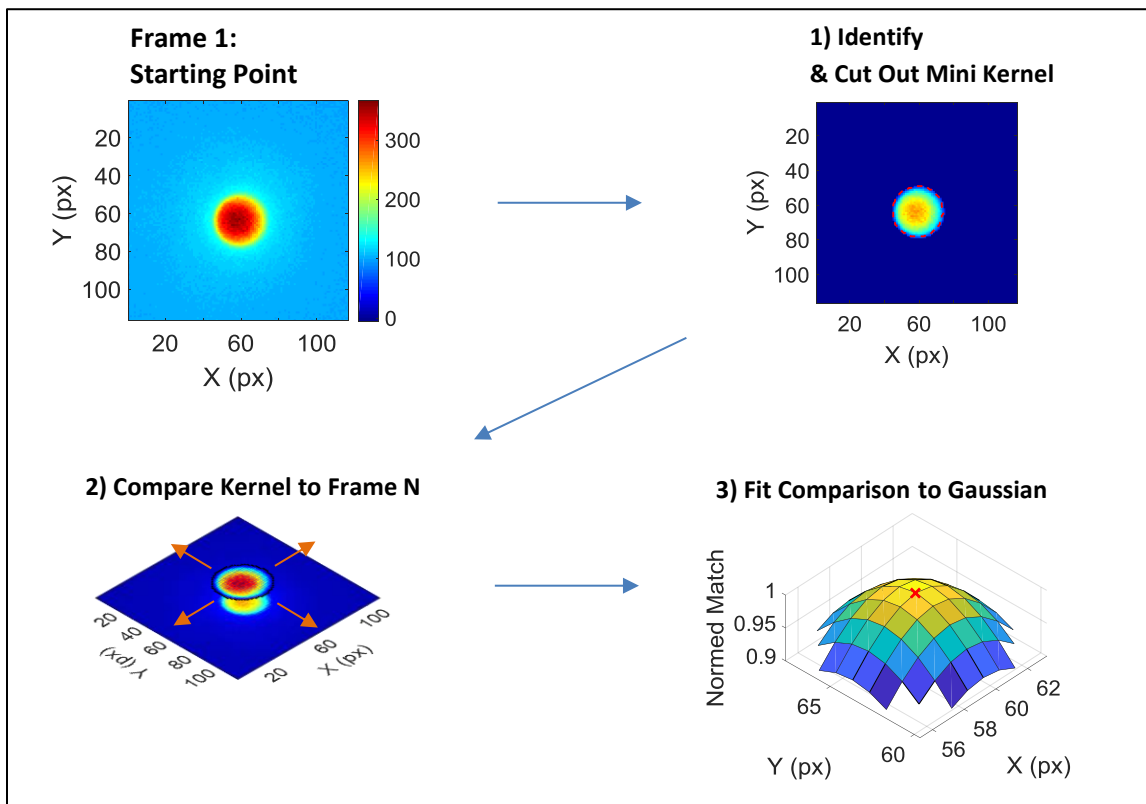 Frame 1:
Starting Point
20
40
60
80
100
Y (px)
20 60 100
X (px)
300
200
100
0
1) Identify
& Cut Out Mini Kernel
20
40
60
80
100
Y (px)
20 60 100
X (px)
2) Compare Kernel to Frame N
20
40
60
80
100
Y (px)
100
60
20
X (px)
3) Fit Comparison to Gaussian
1
0.95
0.9
Normed Match
65
60
Y (px)
62
60
58
56
X (px)